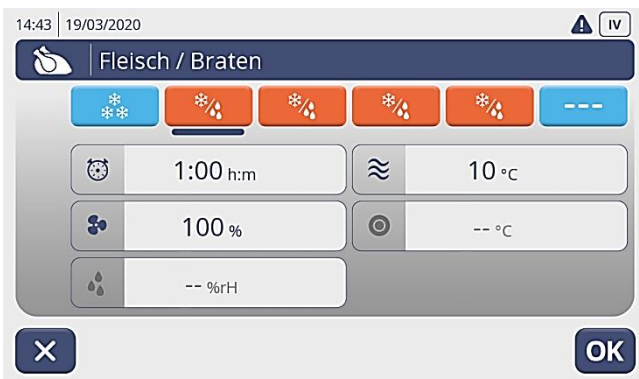 14:43 19/03/2020 IV
Fleisch / Braten
---
1:00 h:m 10 °C
100 % -- °C
-- %rH
OK